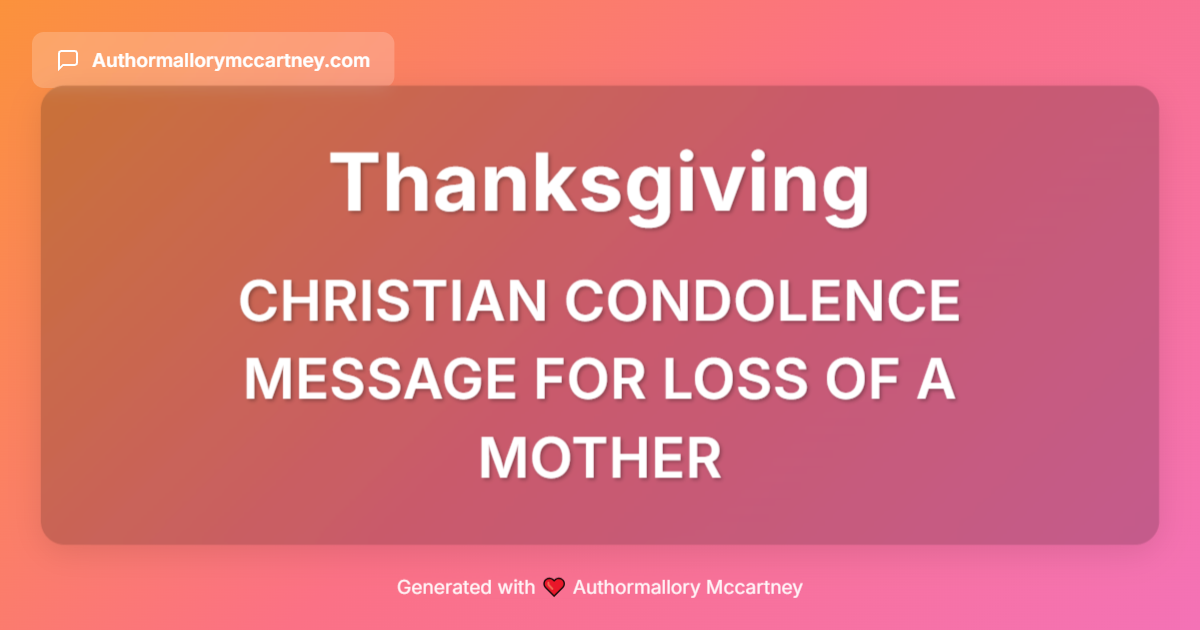 Authormallorymccartney.com
Thanksgiving
CHRISTIAN CONDOLENCE
MESSAGE FOR LOSS OF A
MOTHER
Generated with ❤️ Authormallory Mccartney